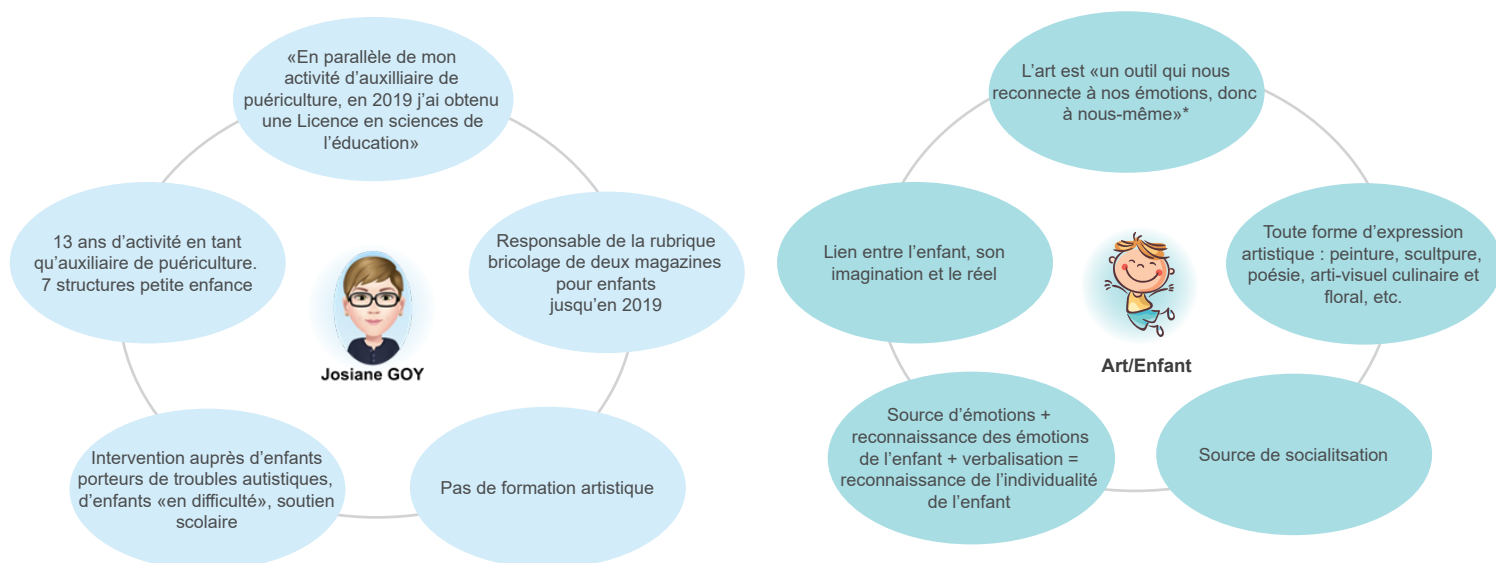 «En parallèle de mon
activité d'auxilliaire de
puériculture, en 2019 j'ai obtenu
une Licence en sciences de
l'éducation»
13 ans d'activité en tant
qu'auxiliaire de puériculture.
7 structures petite enfance
Responsable de la rubrique
bricolage de deux magazines
pour enfants
jusqu'en 2019
Josiane GOY
Intervention auprès d'enfants
porteurs de troubles autistiques,
d'enfants «en difficulté», soutien
scolaire
Pas de formation artistique
L'art est «un outil qui nous
reconnecte à nos émotions, donc
à nous-même»*
Lien entre l'enfant, son
imagination et le réel
Toute forme d'expression
artistique : peinture, scultpure,
poésie, arti-visuel culinaire et
floral, etc.
Art/Enfant
Source d'émotions +
reconnaissance des émotions
de l'enfant + verbalisation =
reconnaissance de l'individualité
de l'enfant
Source de socialitsation